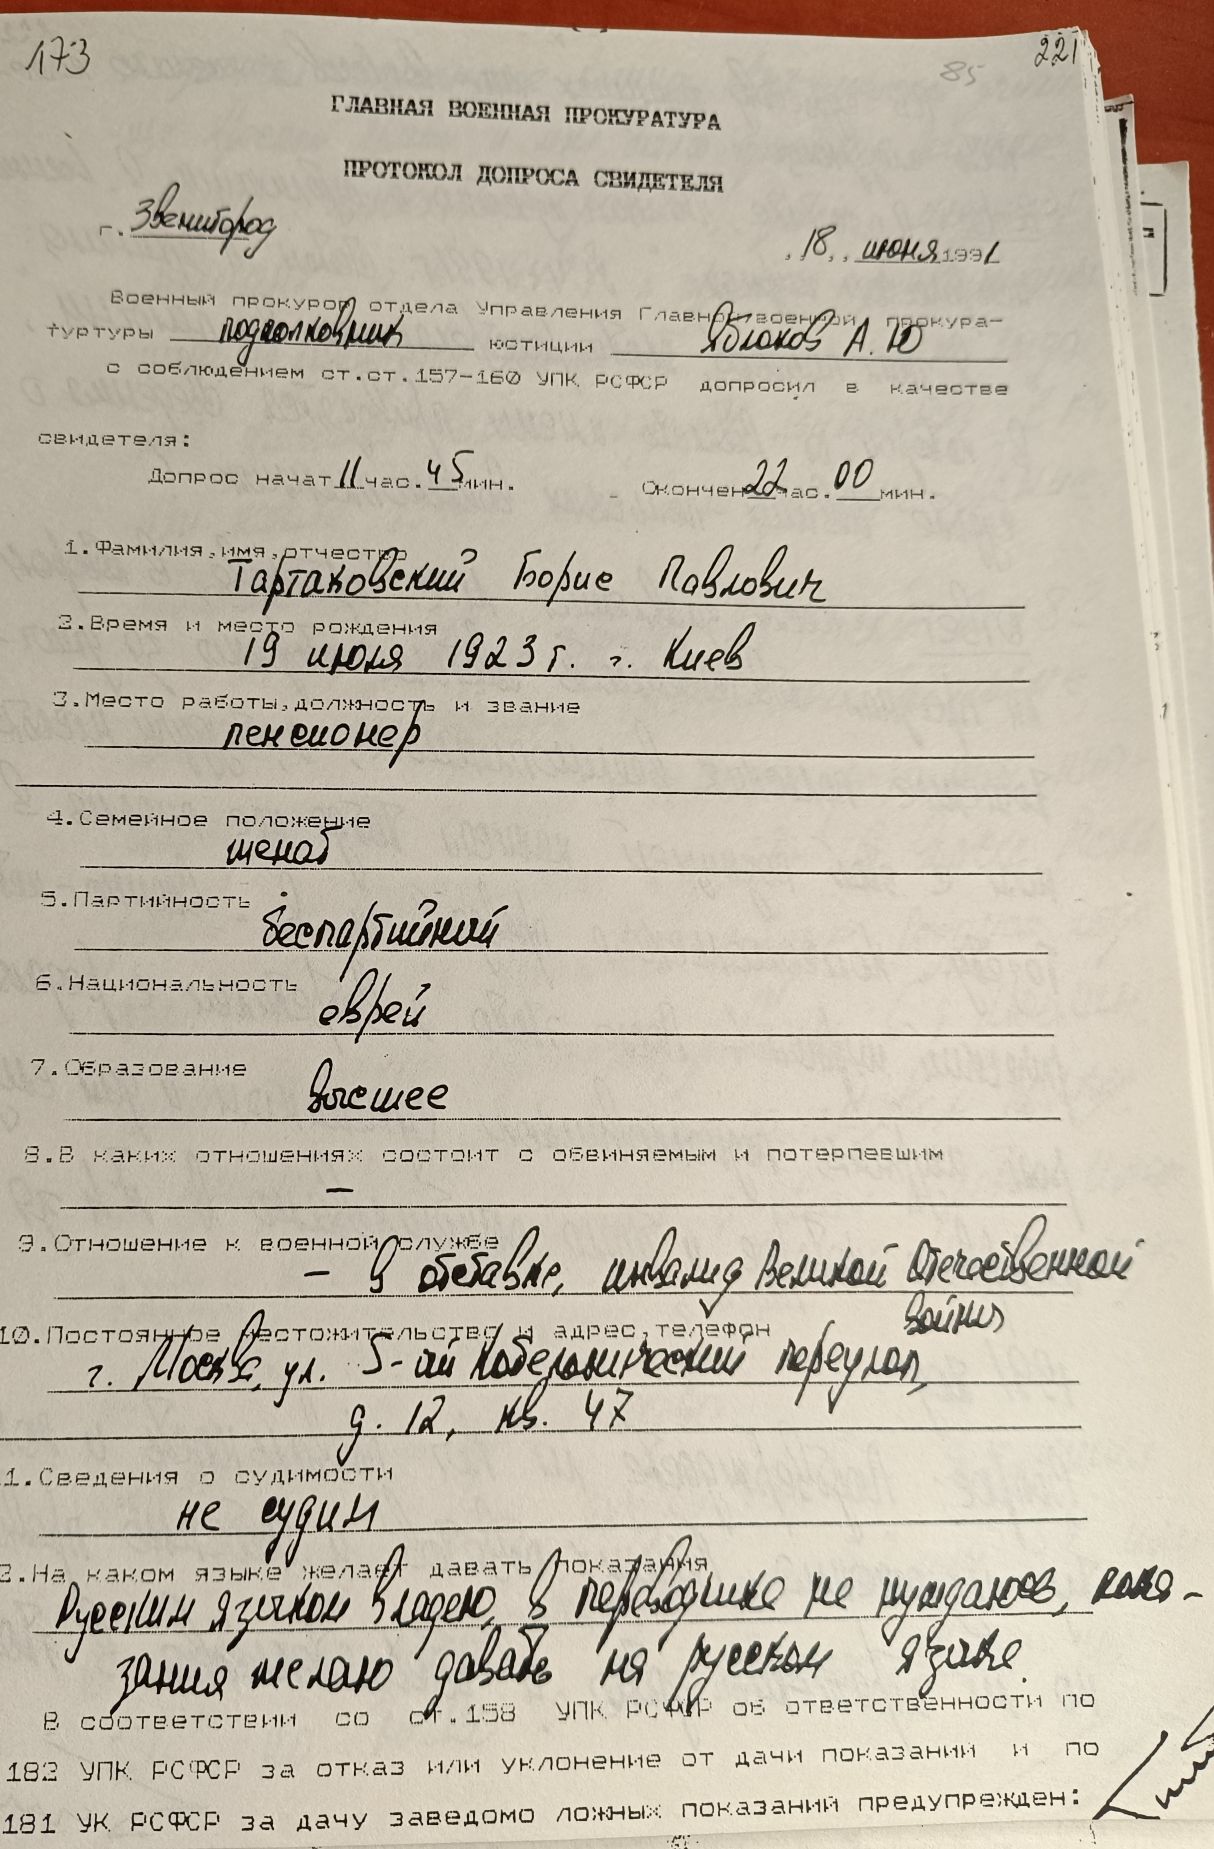 173
85
221
ГЛАВНАЯ ВОЕННАЯ ПРОКУРАТУРА
ПРОТОКОЛ ДОПРОСА СВИДЕТЕЛЯ
г. Звенигород
,,18,, июня 1991
Военный прокурор отдела Управления Главной военной прокура-
туртуры подполковник юстиции Яблоков А.Ю
с соблюдением ст.ст.157-160 УПК РСФСР допросил в качестве
свидетеля:
Допрос начат 11 час. 45 мин. Окончен 22 час. 00 мин.
1.Фамилия,имя,отчество
Тартаковский Борис Павлович
2.Время и место рождения
19 июля 1923 г. г. Киев
3.Место работы,должность и звание
пенсионер
4.Семейное положение
женат
5.Партийность
беспартийный
6.Национальность
еврей
7.Образование
высшее
8.В каких отношениях состоит с обвиняемым и потерпевшим
–
9.Отношение к военной службе
– в отставке, инвалид Великой Отечественной
войны
10.Постоянное местожительство и адрес,телефон
г. Москва, ул. 5-ый Котельнический переулок,
д. 12, кв. 47
1.Сведения о судимости
не судим
2.На каком языке желает давать показания
Русским языком владею, в переводчике не нуждаюсь, пока-
зания желаю давать на русском языке
В соответствии со ст.158 УПК РСФСР об ответственности по
182 УПК РСФСР за отказ или уклонение от дачи показаний и по
181 УК РСФСР за дачу заведомо ложных показаний предупрежден: